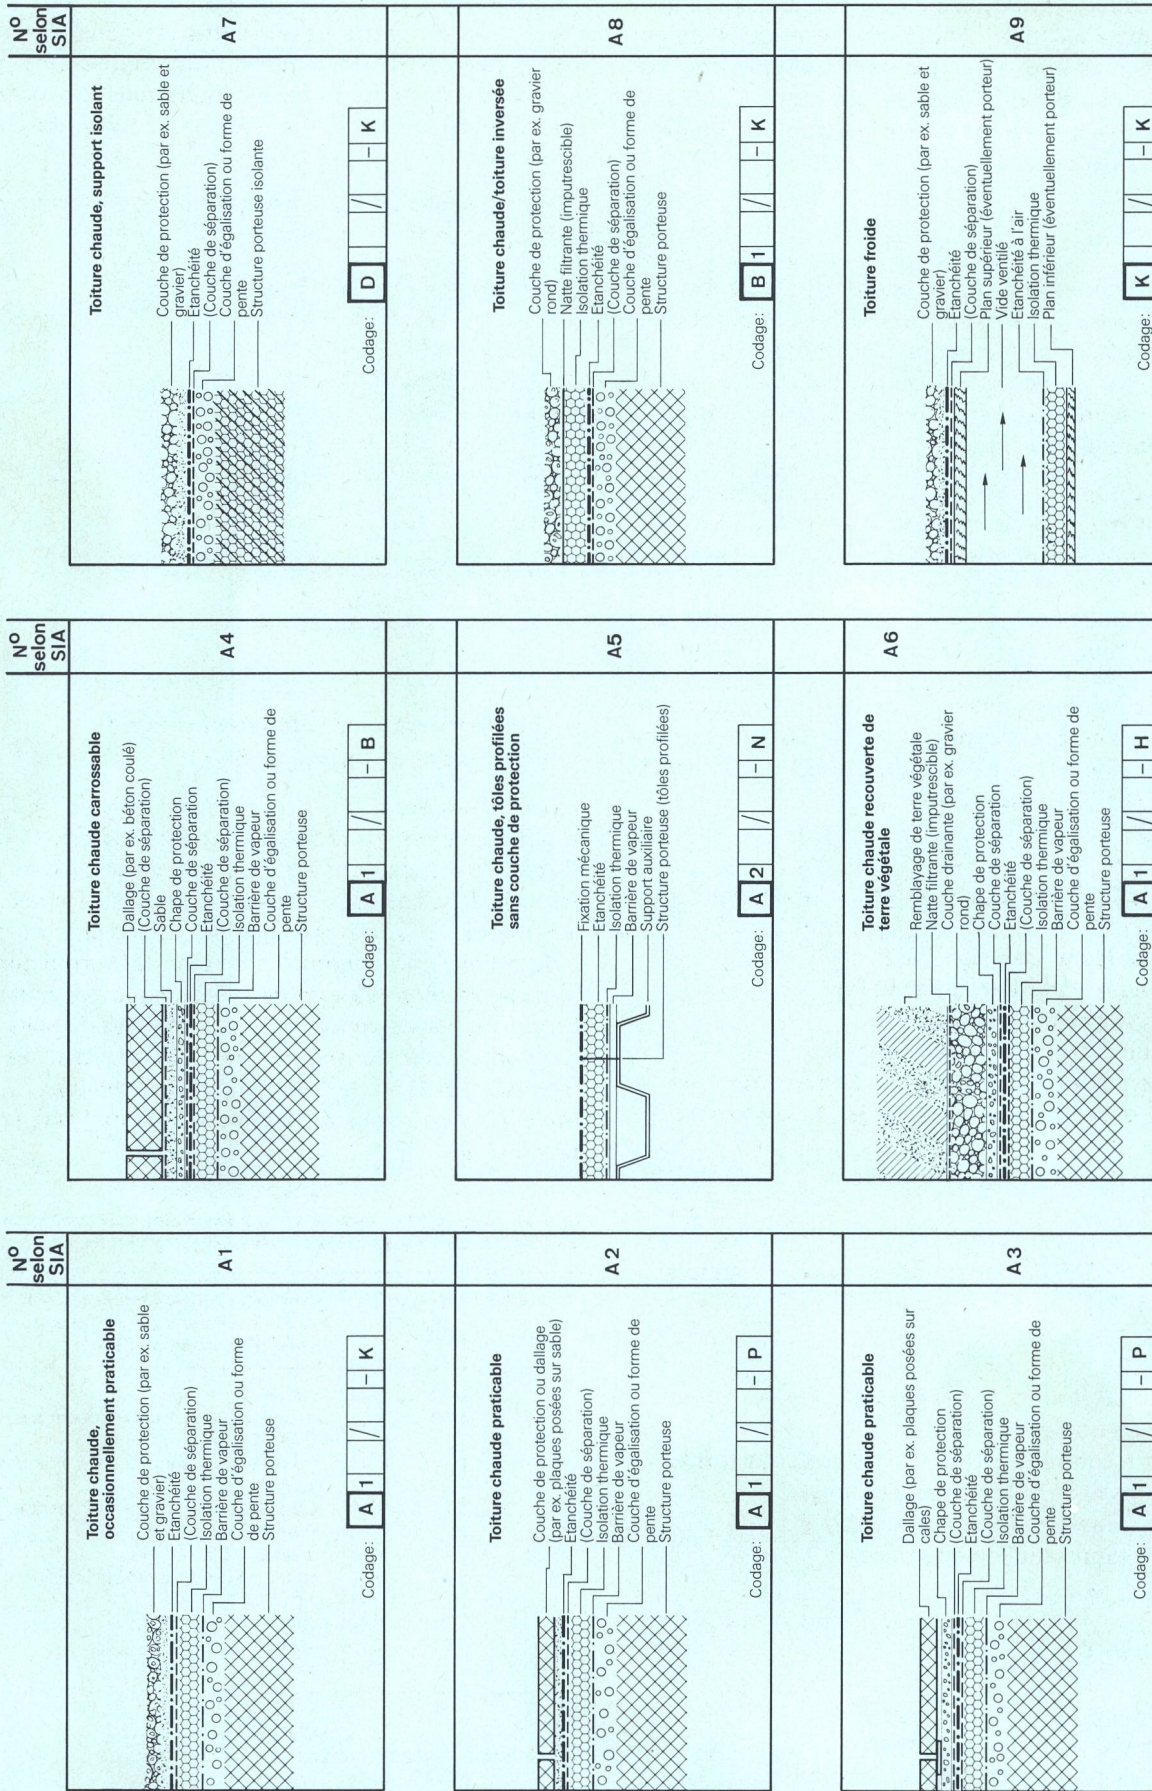 Nº
selon
SIA
Toiture chaude,
occasionnellement praticable
Couche de protection (par ex. sable
et gravier)
Etanchéité
(Couche de séparation)
Isolation thermique
Barrière de vapeur
Couche d'égalisation ou forme
de pente
Structure porteuse
Codage: A 1 / – K
A1
Toiture chaude praticable
Couche de protection ou dallage
(par ex. plaques posées sur sable)
Etanchéité
(Couche de séparation)
Isolation thermique
Barrière de vapeur
Couche d'égalisation ou forme de
pente
Structure porteuse
Codage: A 1 / – P
A2
Toiture chaude praticable
Dallage (par ex. plaques posées sur
cales)
Chape de protection
(Couche de séparation)
Etanchéité
(Couche de séparation)
Isolation thermique
Barrière de vapeur
Couche d'égalisation ou forme de
pente
Structure porteuse
Codage: A 1 / – P
A3
Nº
selon
SIA
Toiture chaude carrossable
Dallage (par ex. béton coulé)
(Couche de séparation)
Sable
Chape de protection
Couche de séparation
Etanchéité
(Couche de séparation)
Isolation thermique
Barrière de vapeur
Couche d'égalisation ou forme de
pente
Structure porteuse
Codage: A 1 / – B
A4
Toiture chaude, tôles profilées
sans couche de protection
Fixation mécanique
Etanchéité
Isolation thermique
Barrière de vapeur
Support auxiliaire
Structure porteuse (tôles profilées)
Codage: A 2 / – N
A5
Toiture chaude recouverte de
terre végétale
Remblayage de terre végétale
Natte filtrante (imputrescible)
Couche drainante (par ex. gravier
rond)
Chape de protection
Couche de séparation
Etanchéité
(Couche de séparation)
Isolation thermique
Barrière de vapeur
Couche d'égalisation ou forme de
pente
Structure porteuse
Codage: A 1 / – H
A6
Nº
selon
SIA
Toiture chaude, support isolant
Couche de protection (par ex. sable et
gravier)
Etanchéité
(Couche de séparation)
Couche d'égalisation ou forme de
pente
Structure porteuse isolante
Codage: D / – K
A7
Toiture chaude/toiture inversée
Couche de protection (par ex. gravier
rond)
Natte filtrante (imputrescible)
Isolation thermique
Etanchéité
(Couche de séparation)
Couche d'égalisation ou forme de
pente
Structure porteuse
Codage: B 1 / – K
A8
Toiture froide
Couche de protection (par ex. sable et
gravier)
Etanchéité
(Couche de séparation)
Plan supérieur (éventuellement porteur)
Vide ventilé
Etanchéité à l'air
Isolation thermique
Plan inférieur (éventuellement porteur)
Codage: K / – K
A9